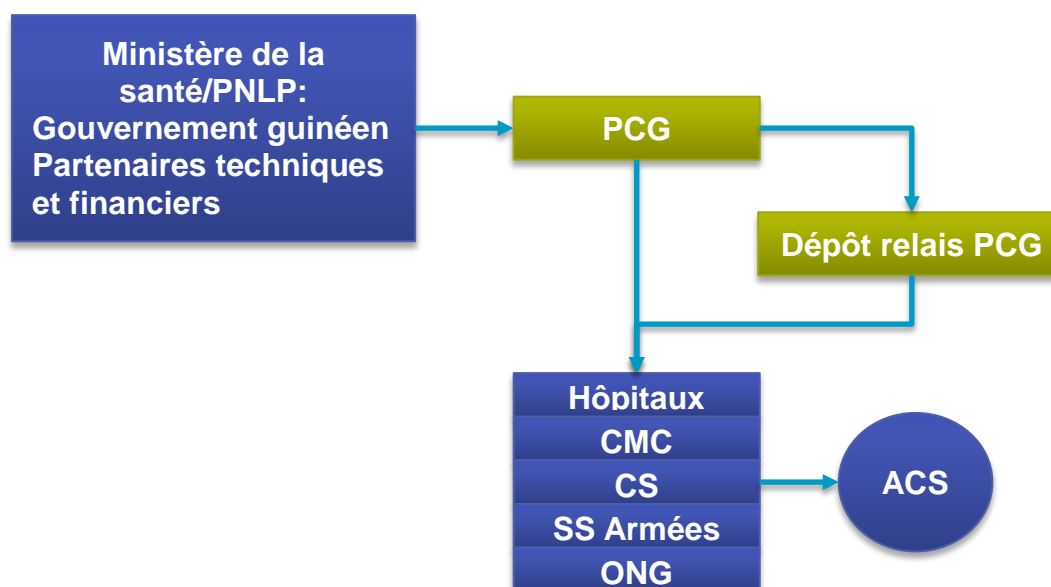 Ministère de la
santé/PNLP:
Gouvernement guinéen
Partenaires techniques
et financiers
PCG
Dépôt relais PCG
Hôpitaux
CMC
CS
SS Armées
ONG
ACS